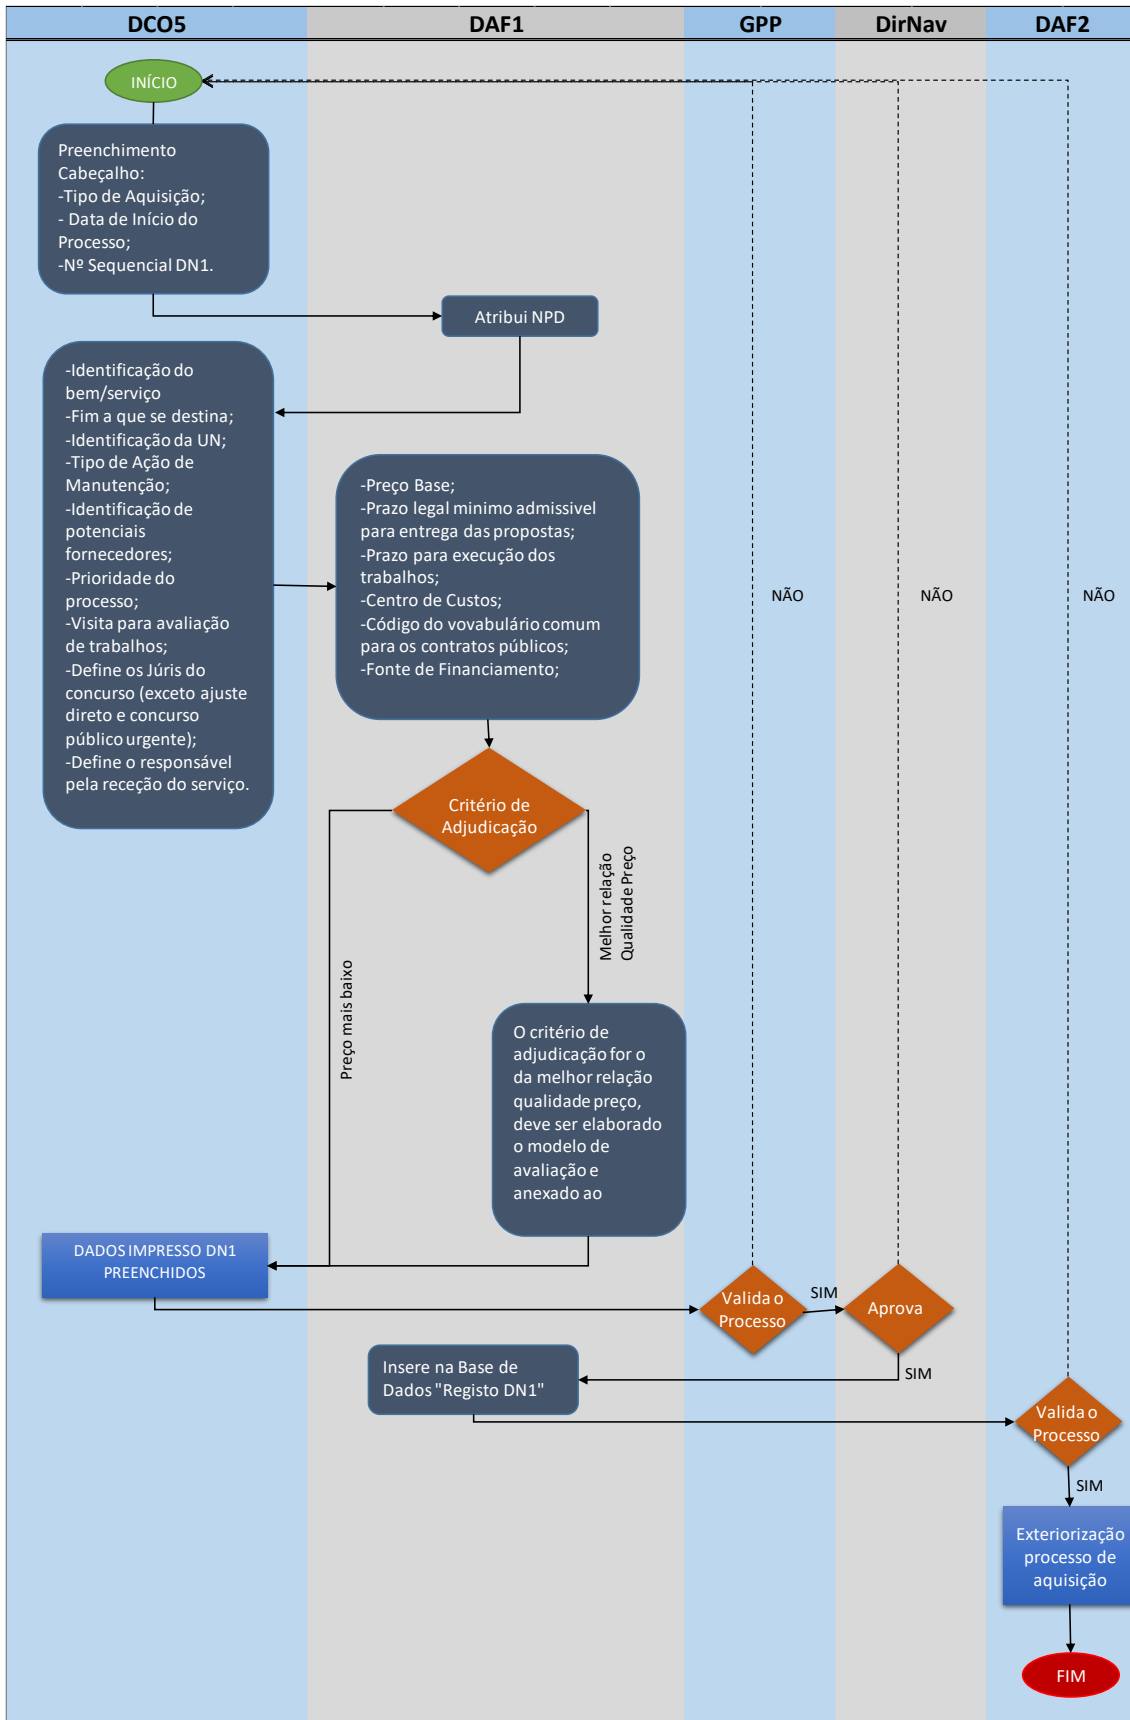 DCO5
DAF1
GPP
DirNav
DAF2
INÍCIO
Preenchimento
Cabeçalho:
-Tipo de Aquisição;
- Data de Início do
Processo;
-Nº Sequencial DN1.
Atribui NPD
-Identificação do
bem/serviço
-Fim a que se destina;
-Identificação da UN;
-Tipo de Ação de
Manutenção;
-Identificação de
potenciais
fornecedores;
-Prioridade do
processo;
-Visita para avaliação
de trabalhos;
-Define os Júris do
concurso (exceto ajuste
direto e concurso
público urgente);
-Define o responsável
pela receção do serviço.
-Preço Base;
-Prazo legal minimo admissivel
para entrega das propostas;
-Prazo para execução dos
trabalhos;
-Centro de Custos;
-Código do vovabulário comum
para os contratos públicos;
-Fonte de Financiamento;
NÃO
NÃO
NÃO
Critério de
Adjudicação
Melhor relação
Qualidade Preço
Preço mais baixo
O critério de
adjudicação for o
da melhor relação
qualidade preço,
deve ser elaborado
o modelo de
avaliação e
anexado ao
DADOS IMPRESSO DN1
PREENCHIDOS
Valida o
Processo
SIM
Aprova
SIM
Insere na Base de
Dados "Registo DN1"
Valida o
Processo
SIM
Exteriorização
processo de
aquisição
FIM